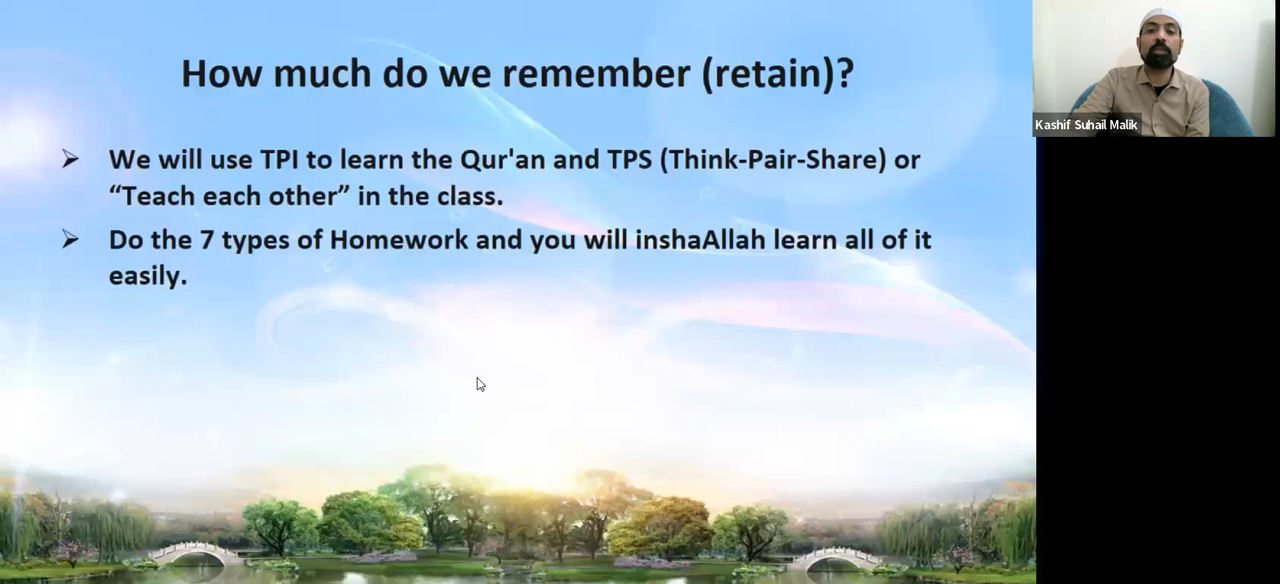 How much do we remember (retain)?
Kashif Suhail Malik
➢ We will use TPI to learn the Qur'an and TPS (Think-Pair-Share) or
“Teach each other” in the class.
➢ Do the 7 types of Homework and you will inshaAllah learn all of it
easily.